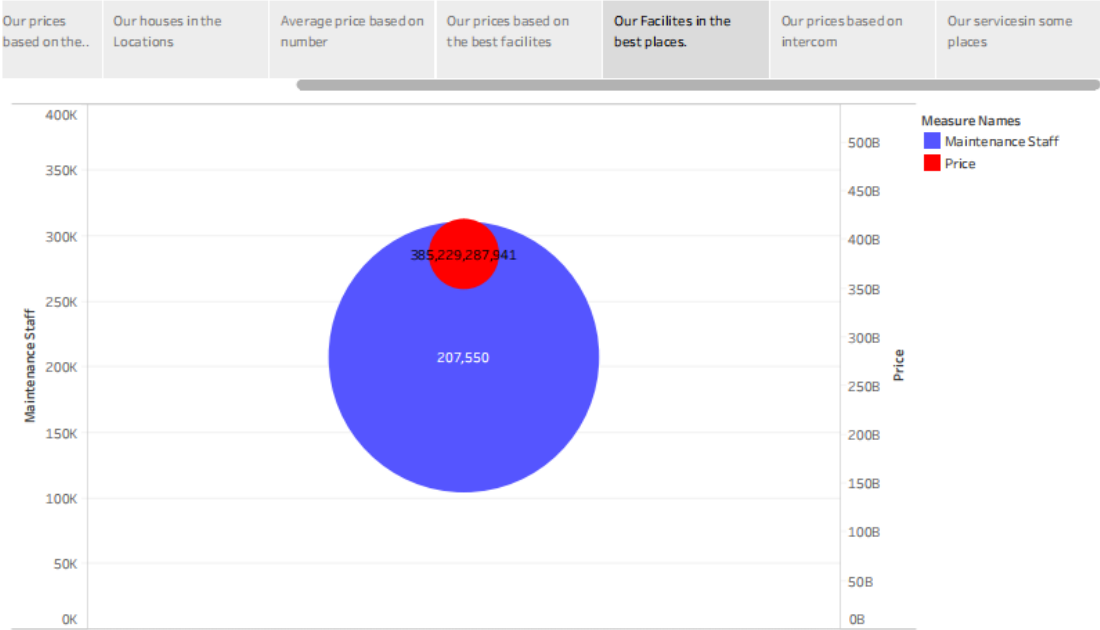 Our prices
based on the..
Our houses in the
Locations
Average price based on
number
Our prices based on
the best facilites
Our Facilites in the
best places.
Our prices based on
intercom
Our servicesin some
places
Measure Names
Maintenance Staff
Price
400K
350K
300K
250K
200K
150K
100K
50K
0K
Maintenance Staff
385,229,287,941
207,550
500B
450B
400B
350B
300B
250B
200B
150B
100B
50B
0B
Price